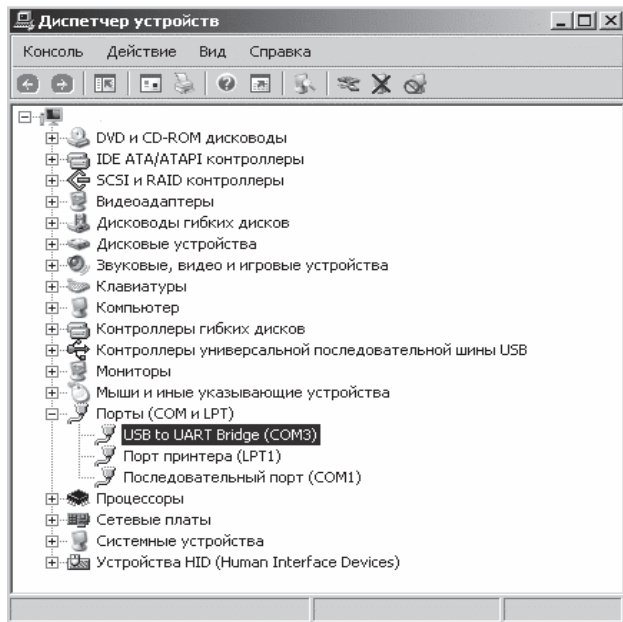 Диспетчер устройств
Консоль Действие Вид Справка
DVD и CD-ROM дисководы
IDE ATA/ATAPI контроллеры
SCSI и RAID контроллеры
Видеоадаптеры
Дисководы гибких дисков
Дисковые устройства
Звуковые, видео и игровые устройства
Клавиатуры
Компьютер
Контроллеры гибких дисков
Контроллеры универсальной последовательной шины USB
Мониторы
Мыши и иные указывающие устройства
Порты (COM и LPT)
USB to UART Bridge (COM3)
Порт принтера (LPT1)
Последовательный порт (COM1)
Процессоры
Сетевые платы
Системные устройства
Устройства HID (Human Interface Devices)